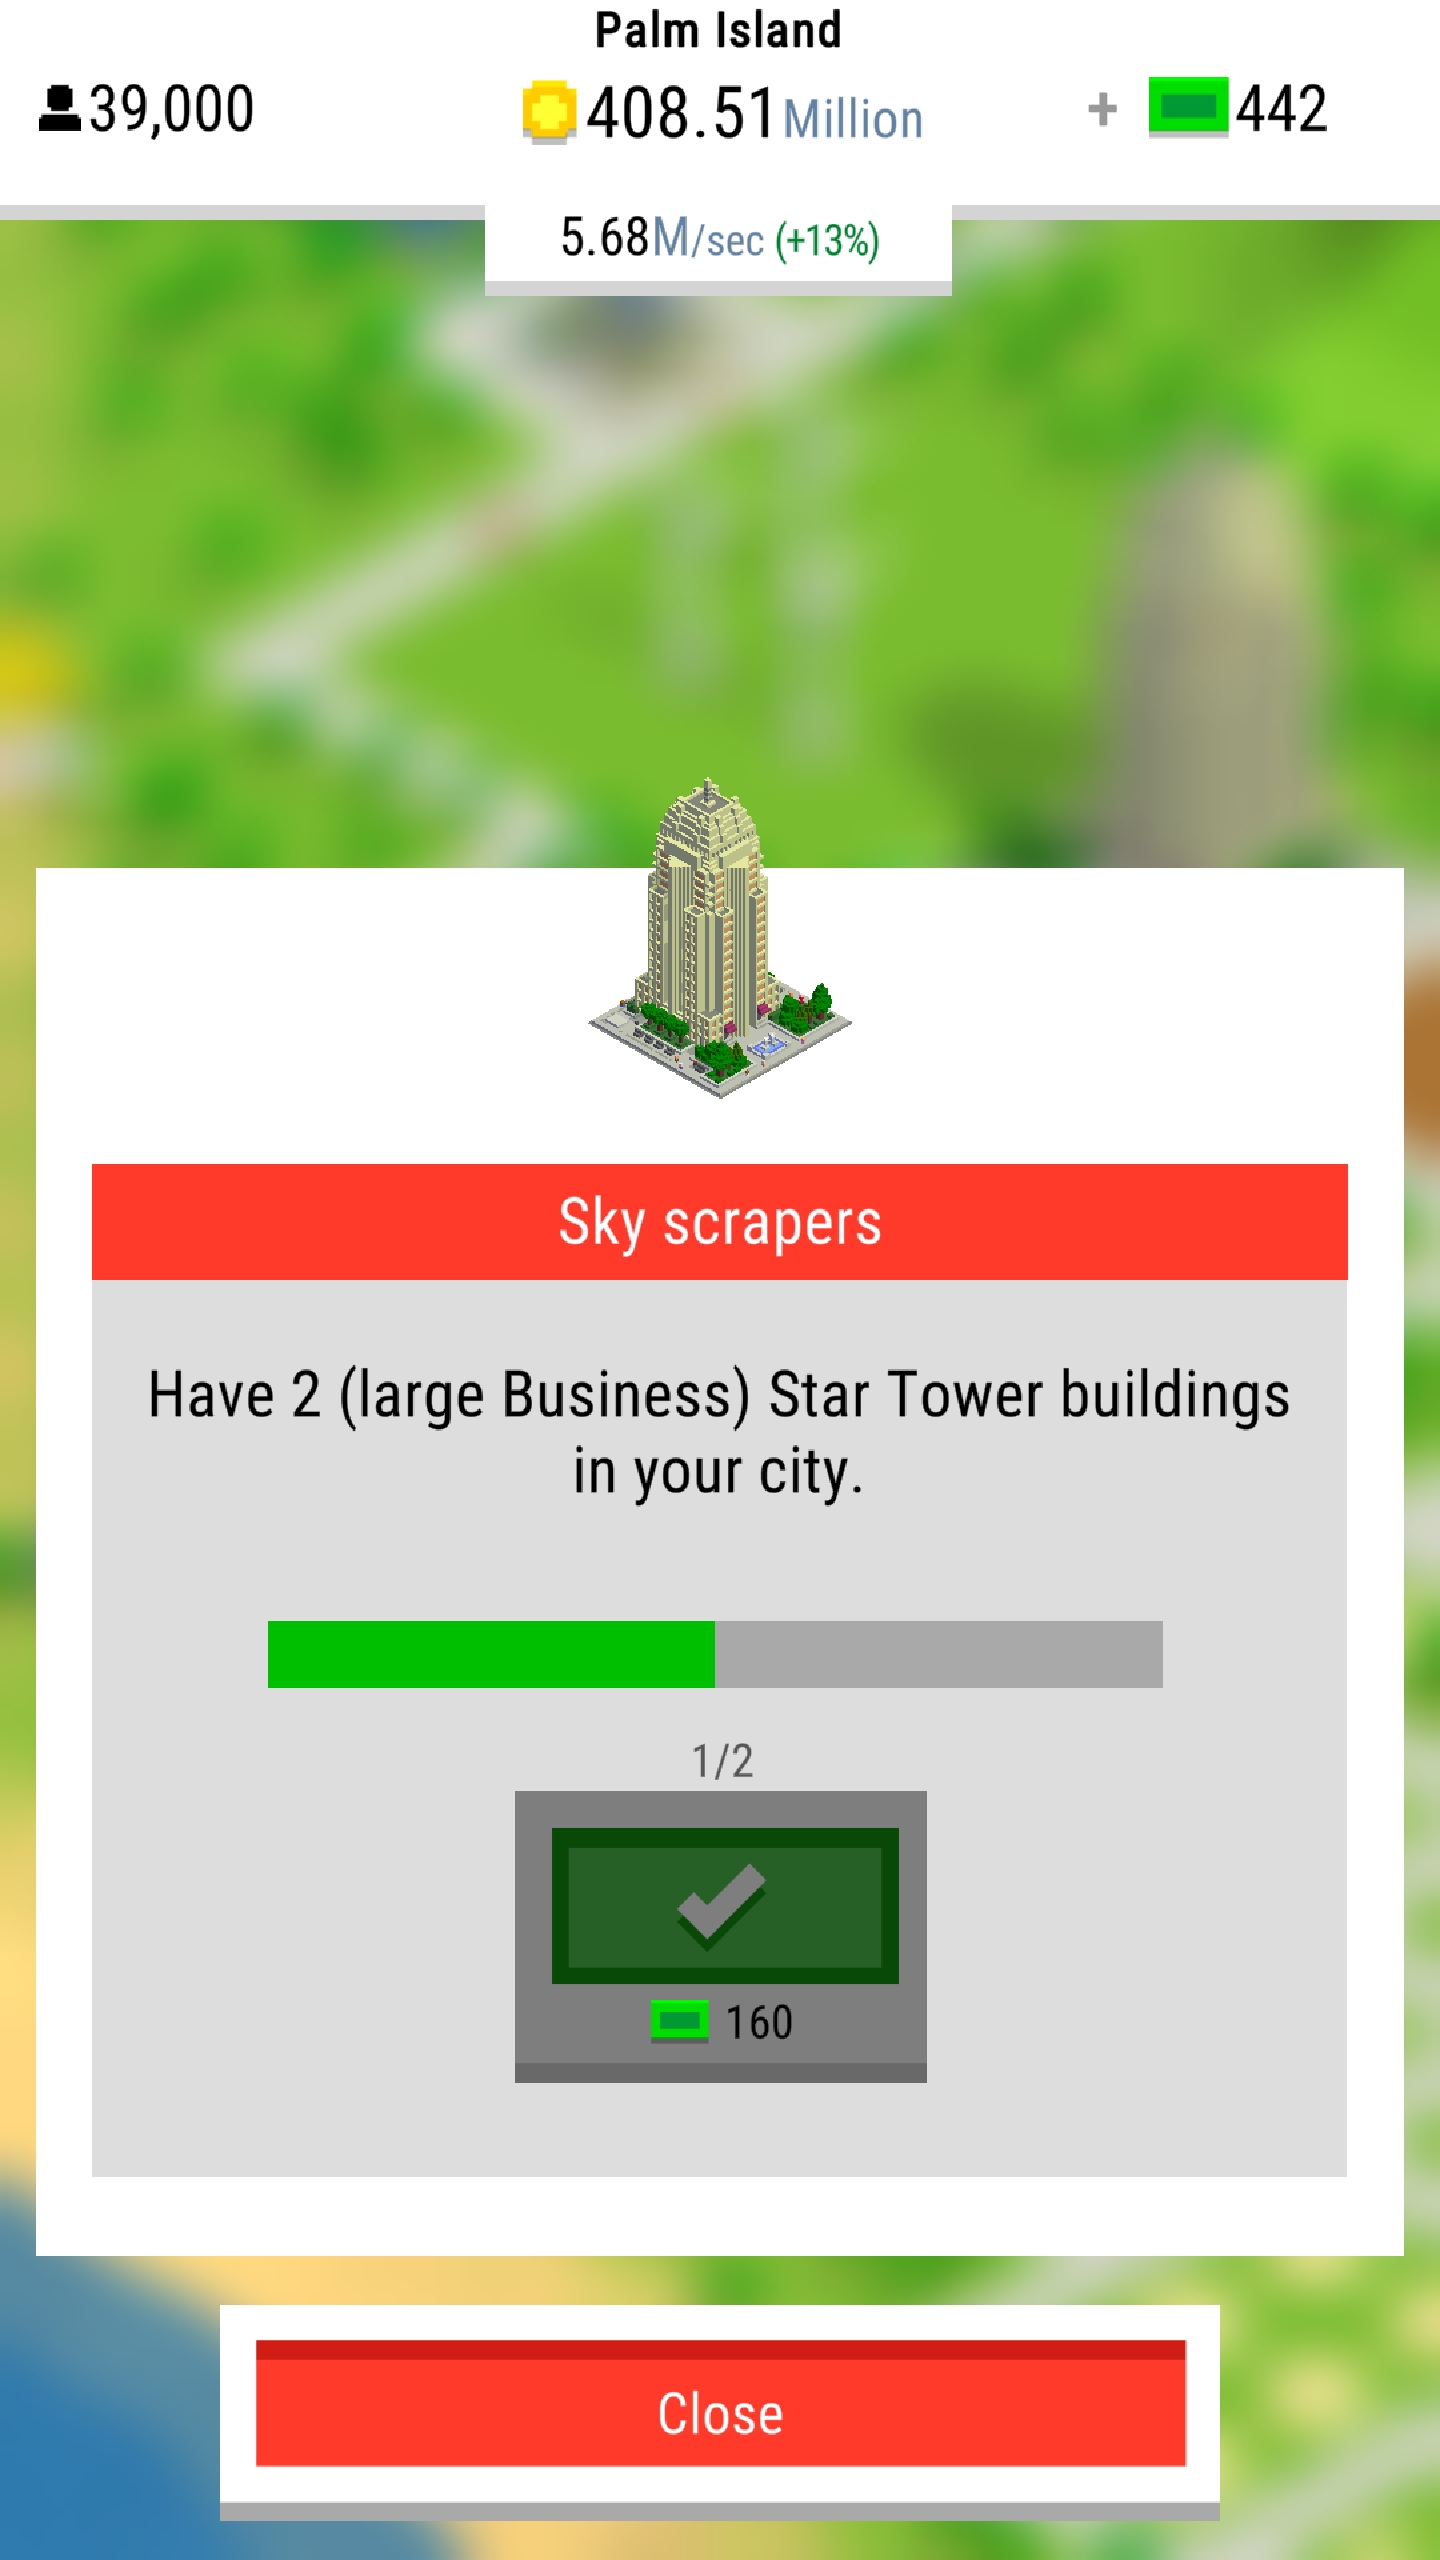 Palm Island
39,000
408.51 Million
+ 442
5.68M/sec (+13%)
Sky scrapers
Have 2 (large Business) Star Tower buildings
in your city.
1/2
160
Close